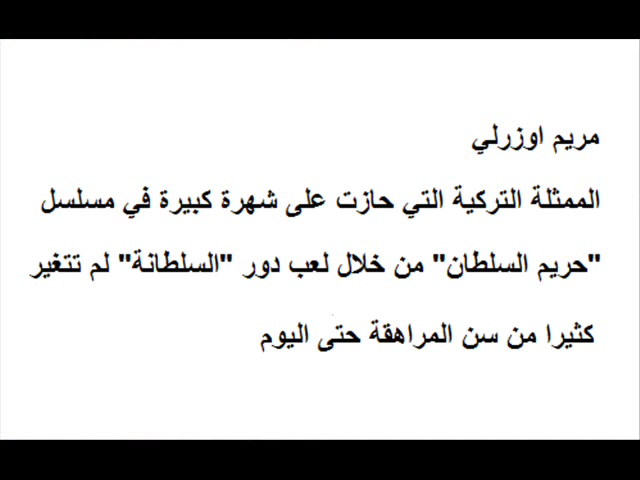 مريم اوزرلي
الممثلة التركية التي حازت على شهرة كبيرة في مسلسل
"حريم السلطان" من خلال لعب دور "السلطانة" لم تتغير
كثيرا من سن المراهقة حتى اليوم